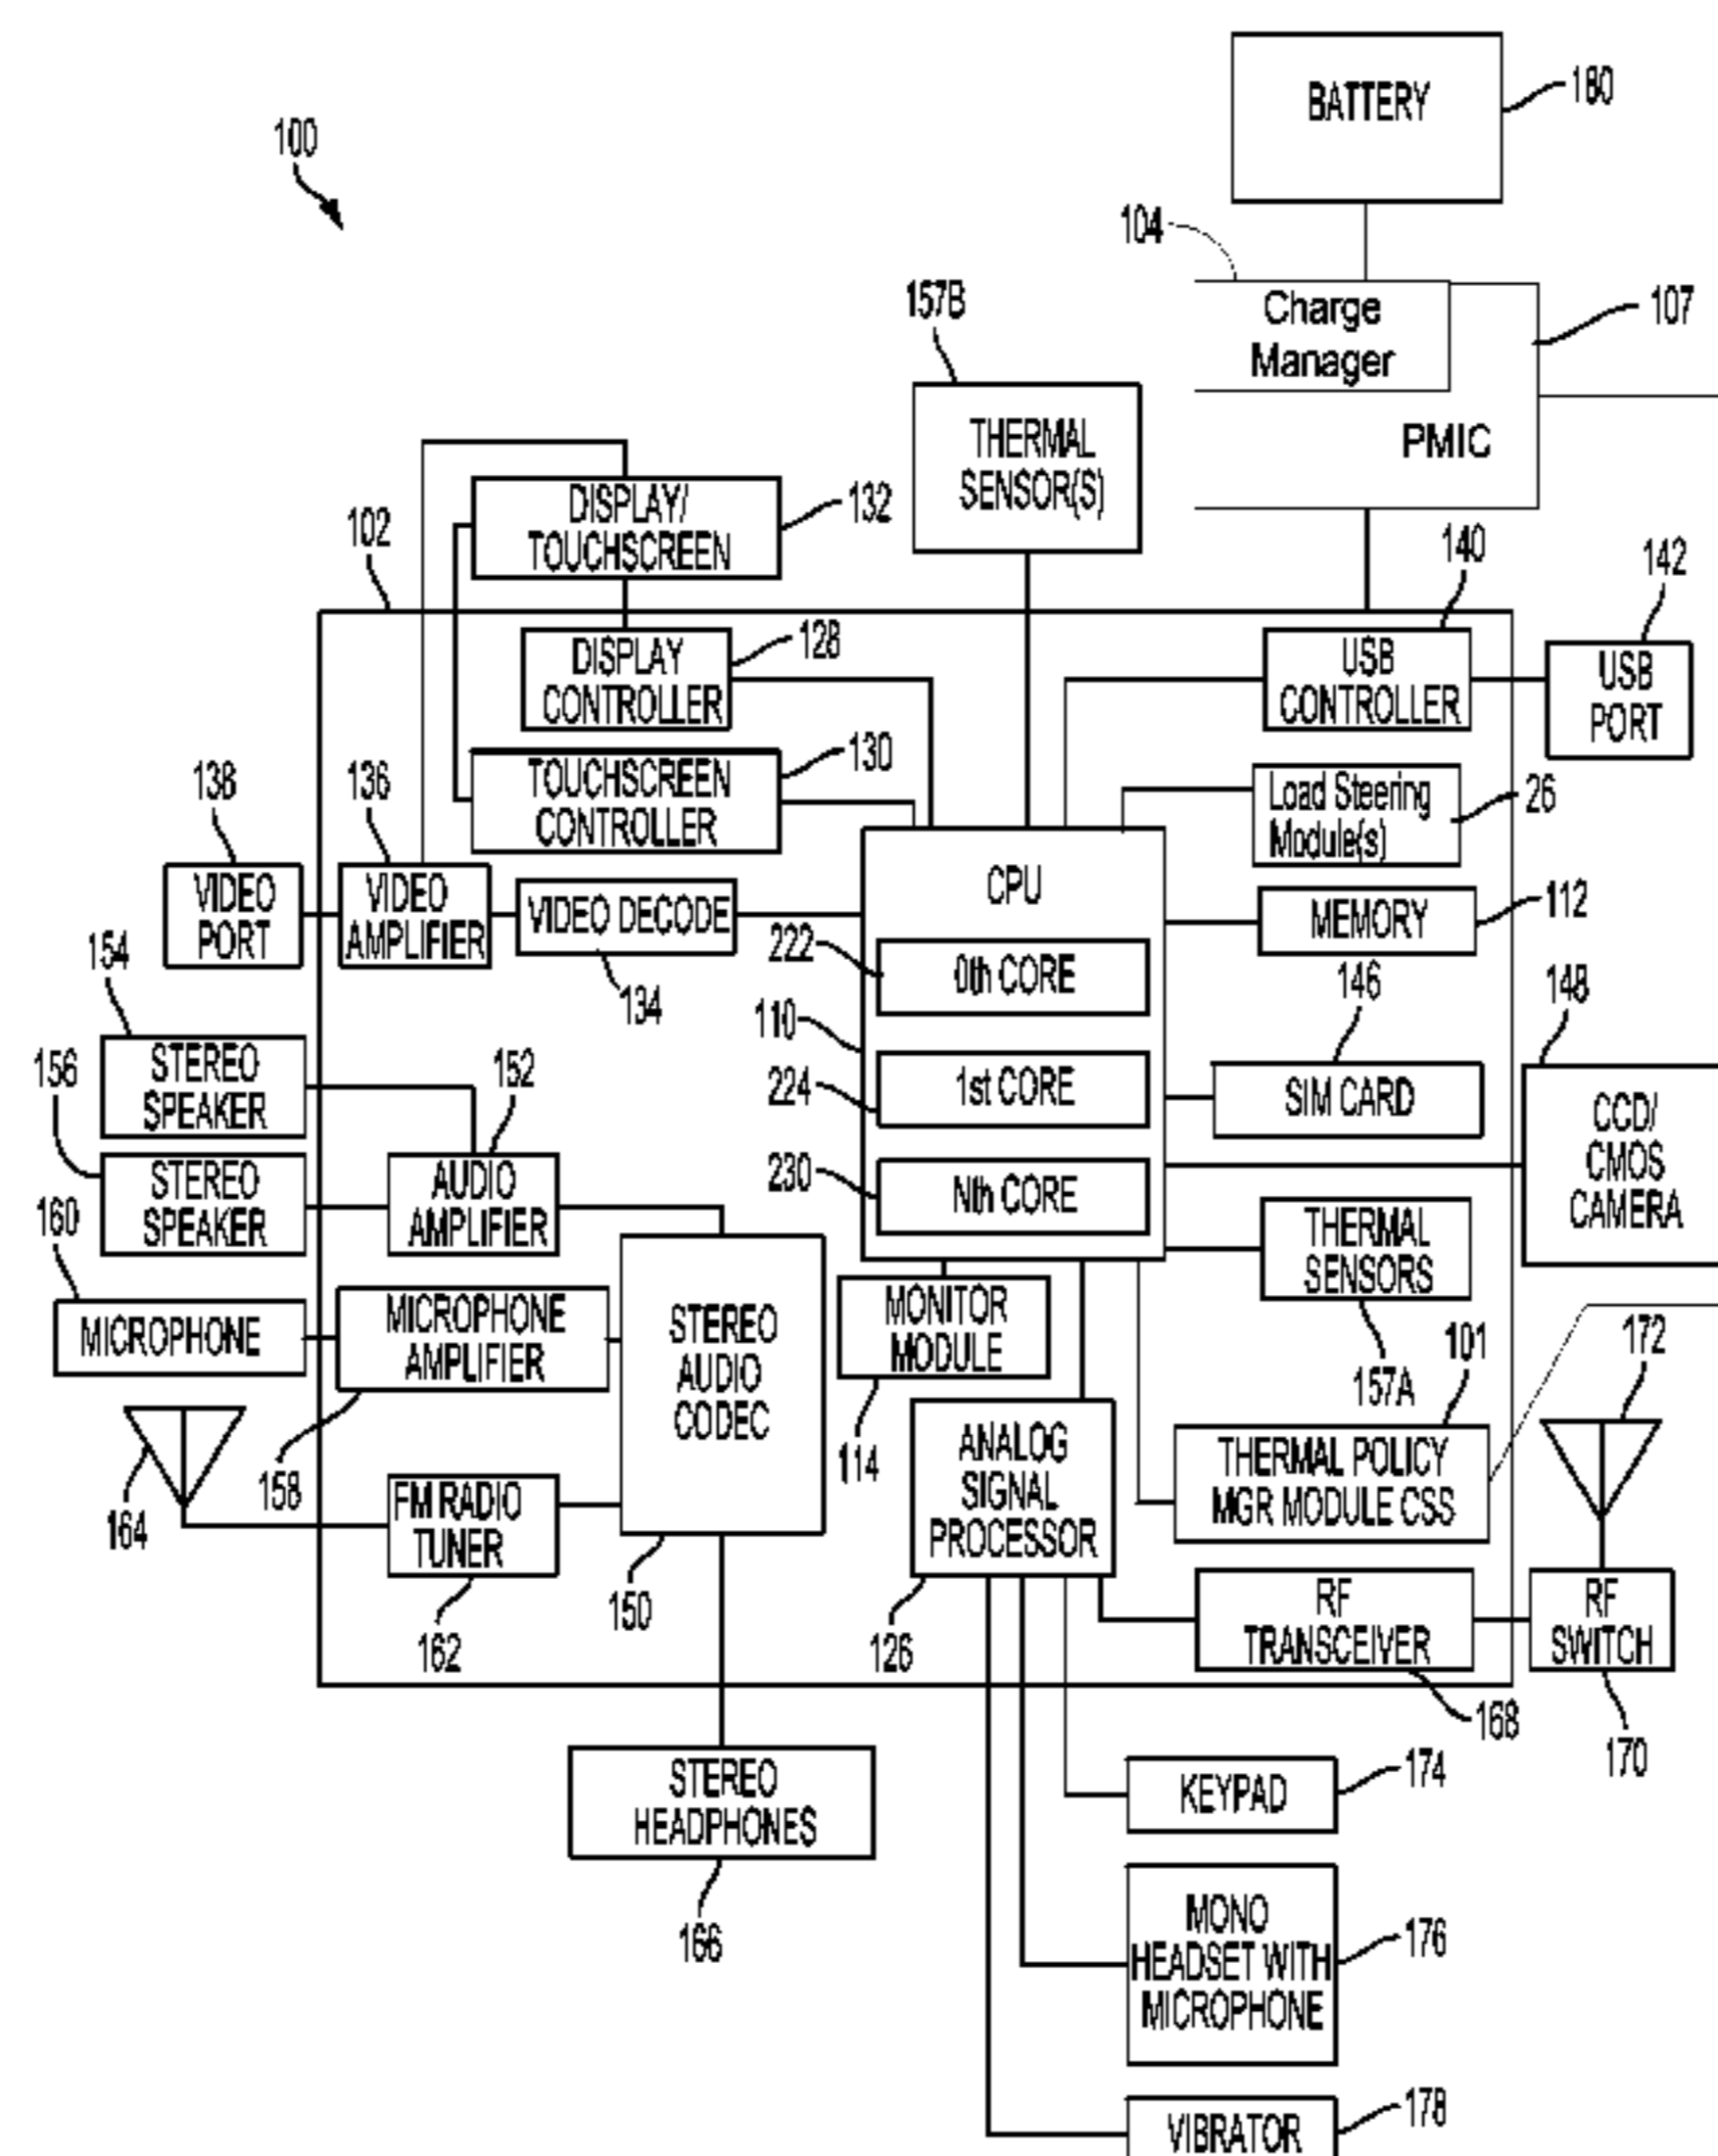 BATTERY
180
100
104
Charge
Manager
107
PMIC
157B
THERMAL
SENSOR(S)
DISPLAY/
TOUCHSCREEN
132
102
140
142
DISPLAY
CONTROLLER
128
USB
CONTROLLER
USB
PORT
TOUCHSCREEN
CONTROLLER
130
Load Steering
Module(s)
26
138
136
VIDEO
PORT
VIDEO
AMPLIFIER
VIDEO DECODE
134
CPU
MEMORY
112
222
0th CORE
110
224
1st CORE
230
Nth CORE
146
SIM CARD
148
CCD/
CMOS
CAMERA
154
STEREO
SPEAKER
156
STEREO
SPEAKER
152
AUDIO
AMPLIFIER
160
MICROPHONE
MICROPHONE
AMPLIFIER
158
STEREO
AUDIO
CODEC
150
MONITOR
MODULE
114
THERMAL
SENSORS
157A
101
THERMAL POLICY
MGR MODULE CSS
172
164
FM RADIO
TUNER
162
ANALOG
SIGNAL
PROCESSOR
126
RF
TRANSCEIVER
168
RF
SWITCH
170
STEREO
HEADPHONES
166
KEYPAD
174
MONO
HEADSET WITH
MICROPHONE
176
VIBRATOR
178